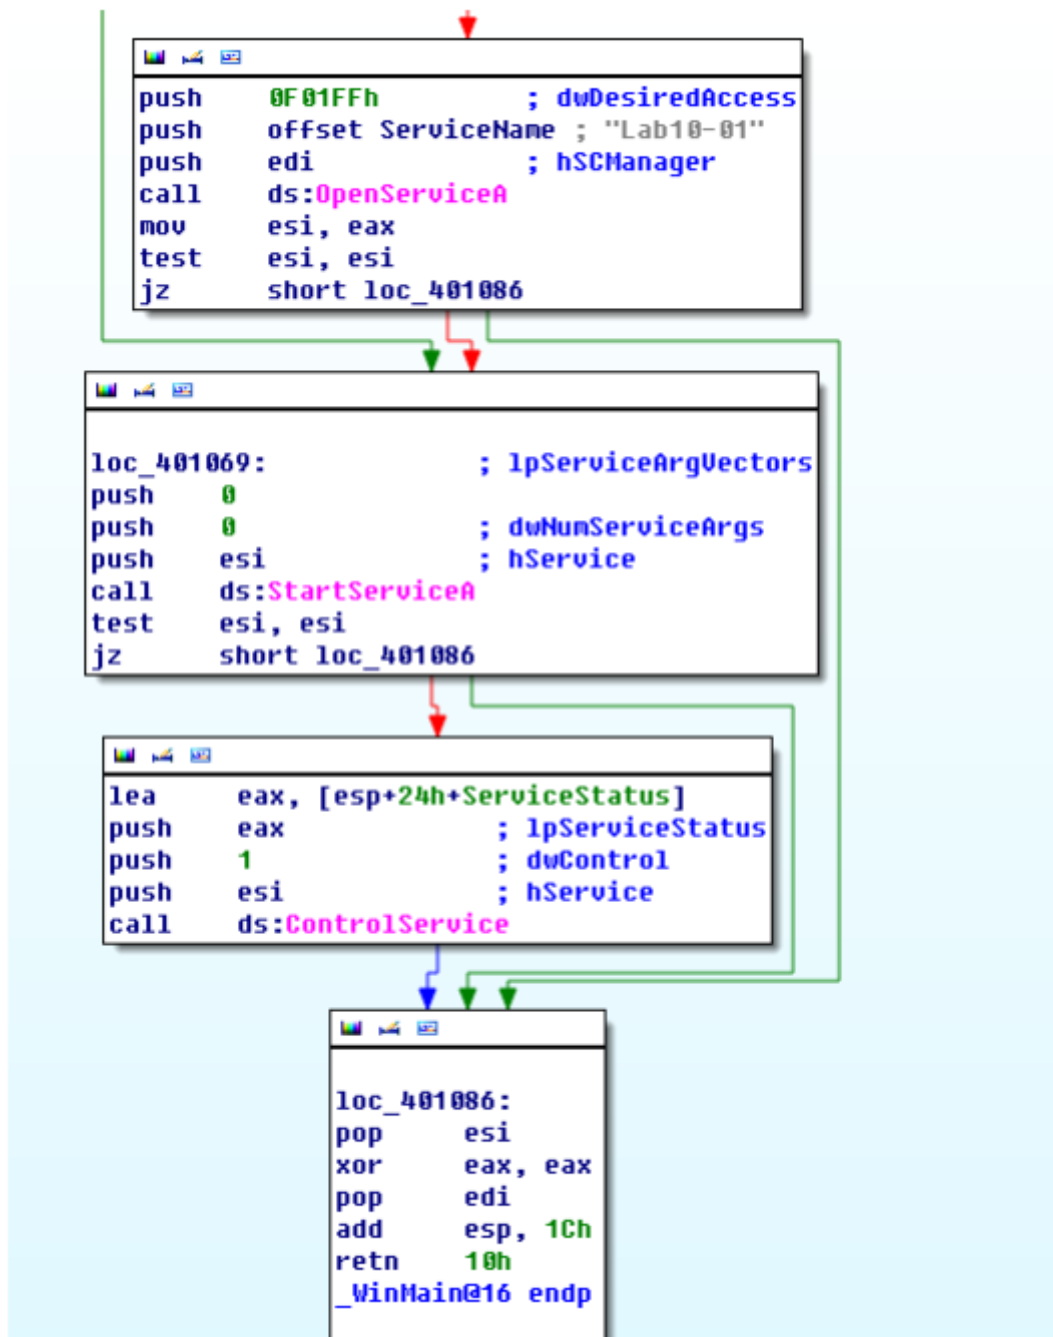 push 0F01FFh ; dwDesiredAccess
push offset ServiceName ; "Lab10-01"
push edi ; hSCManager
call ds:OpenServiceA
mov esi, eax
test esi, esi
jz short loc_401086
loc_401069: ; lpServiceArgVectors
push 0
push 0 ; dwNumServiceArgs
push esi ; hService
call ds:StartServiceA
test esi, esi
jz short loc_401086
lea eax, [esp+24h+ServiceStatus]
push eax ; lpServiceStatus
push 1 ; dwControl
push esi ; hService
call ds:ControlService
loc_401086:
pop esi
xor eax, eax
pop edi
add esp, 1Ch
retn 10h
_WinMain@16 endp